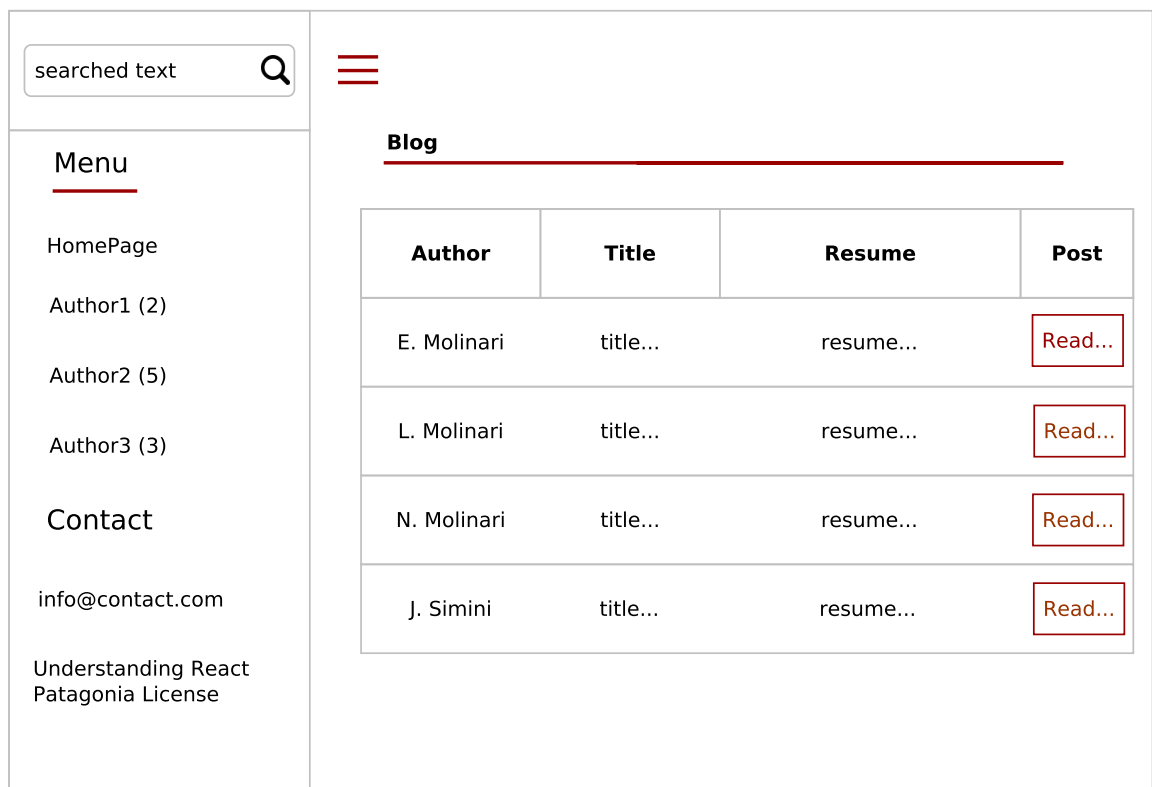 searched text
Menu
HomePage
Author1 (2)
Author2 (5)
Author3 (3)
Contact
info@contact.com
Understanding React
Patagonia License
Blog
Author Title Resume Post
E. Molinari title... resume... Read...
L. Molinari title... resume... Read...
N. Molinari title... resume... Read...
J. Simini title... resume... Read...